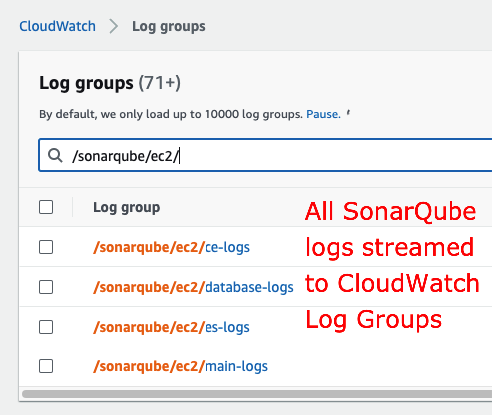 CloudWatch > Log groups
Log groups (71+)
By default, we only load up to 10000 log groups. Pause.
/sonarqube/ec2/
Log group
/sonarqube/ec2/ce-logs
/sonarqube/ec2/database-logs
/sonarqube/ec2/es-logs
/sonarqube/ec2/main-logs
All SonarQube
logs streamed
to CloudWatch
Log Groups